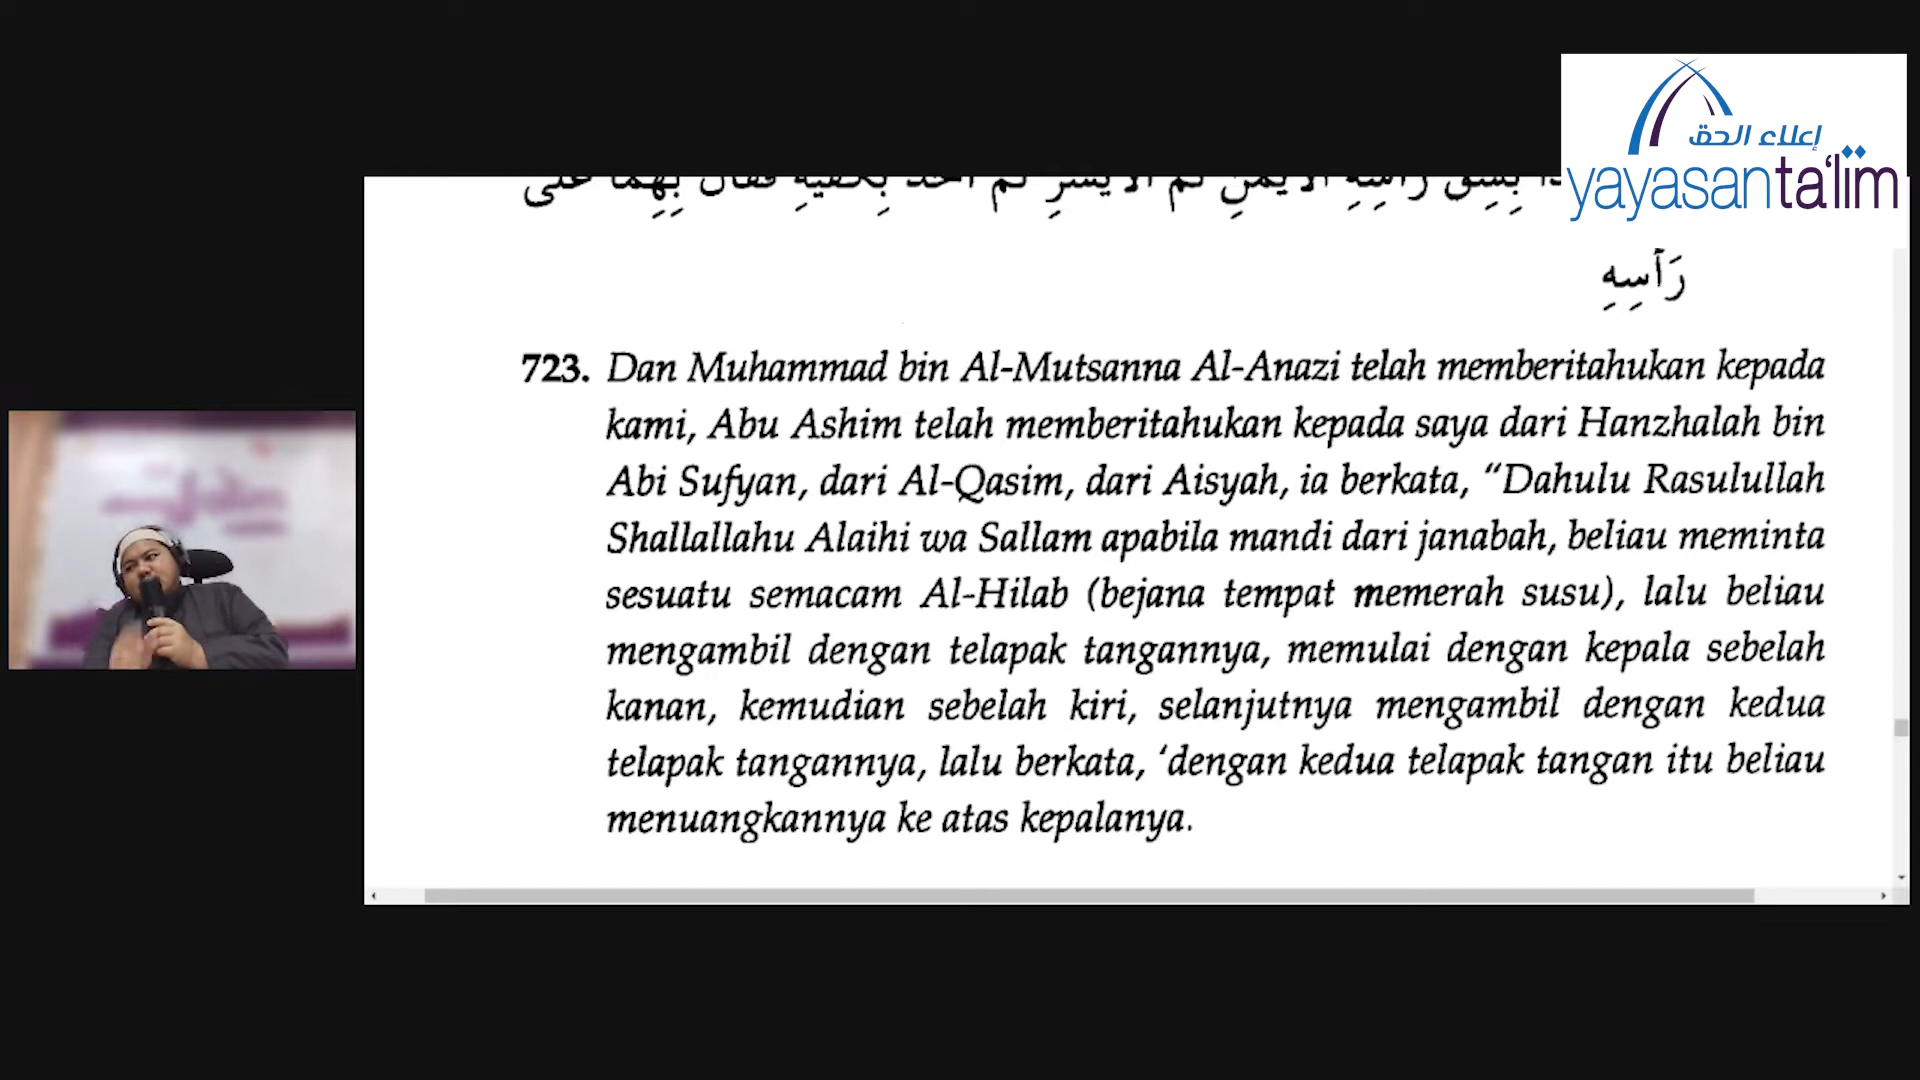 إعلاء الحق
yayasanta'lim
رَأْسِهِ
723. Dan Muhammad bin Al-Mutsanna Al-Anazi telah memberitahukan kepada
kami, Abu Ashim telah memberitahukan kepada saya dari Hanzhalah bin
Abi Sufyan, dari Al-Qasim, dari Aisyah, ia berkata, “Dahulu Rasulullah
Shallallahu Alaihi wa Sallam apabila mandi dari janabah, beliau meminta
sesuatu semacam Al-Hilab (bejana tempat memerah susu), lalu beliau
mengambil dengan telapak tangannya, memulai dengan kepala sebelah
kanan, kemudian sebelah kiri, selanjutnya mengambil dengan kedua
telapak tangannya, lalu berkata, ‘dengan kedua telapak tangan itu beliau
menuangkannya ke atas kepalanya.